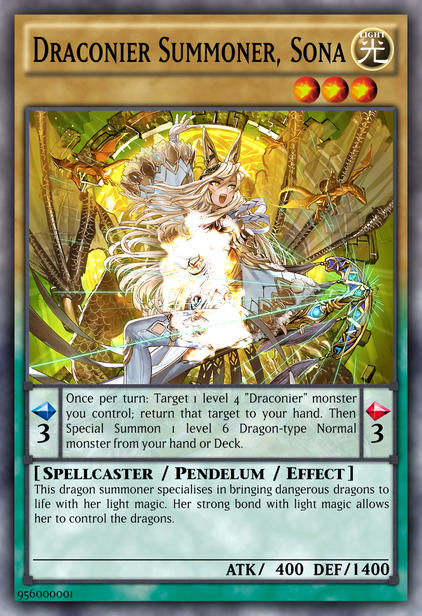 Draconier Summoner, Sona
LIGHT
光
Once per turn: Target 1 level 4 "Draconier" monster
you control; return that target to your hand. Then
Special Summon 1 level 6 Dragon-type Normal
monster from your hand or Deck.
3
3
[ Spellcaster / Pendelum / Effect ]
This dragon summoner specialises in bringing dangerous dragons to
life with her light magic. Her strong bond with light magic allows
her to control the dragons.
ATK/ 400 DEF/1400
956000001